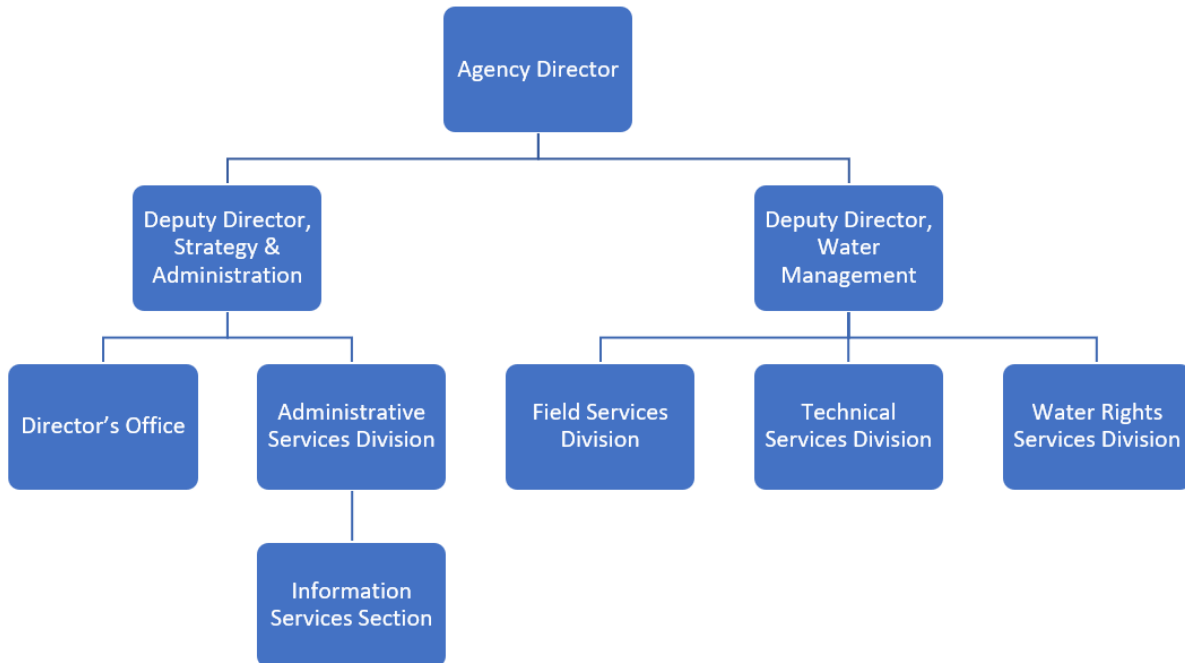 Agency Director
Deputy Director,
Strategy &
Administration
Deputy Director,
Water
Management
Director’s Office
Administrative
Services Division
Field Services
Division
Technical
Services Division
Water Rights
Services Division
Information
Services Section